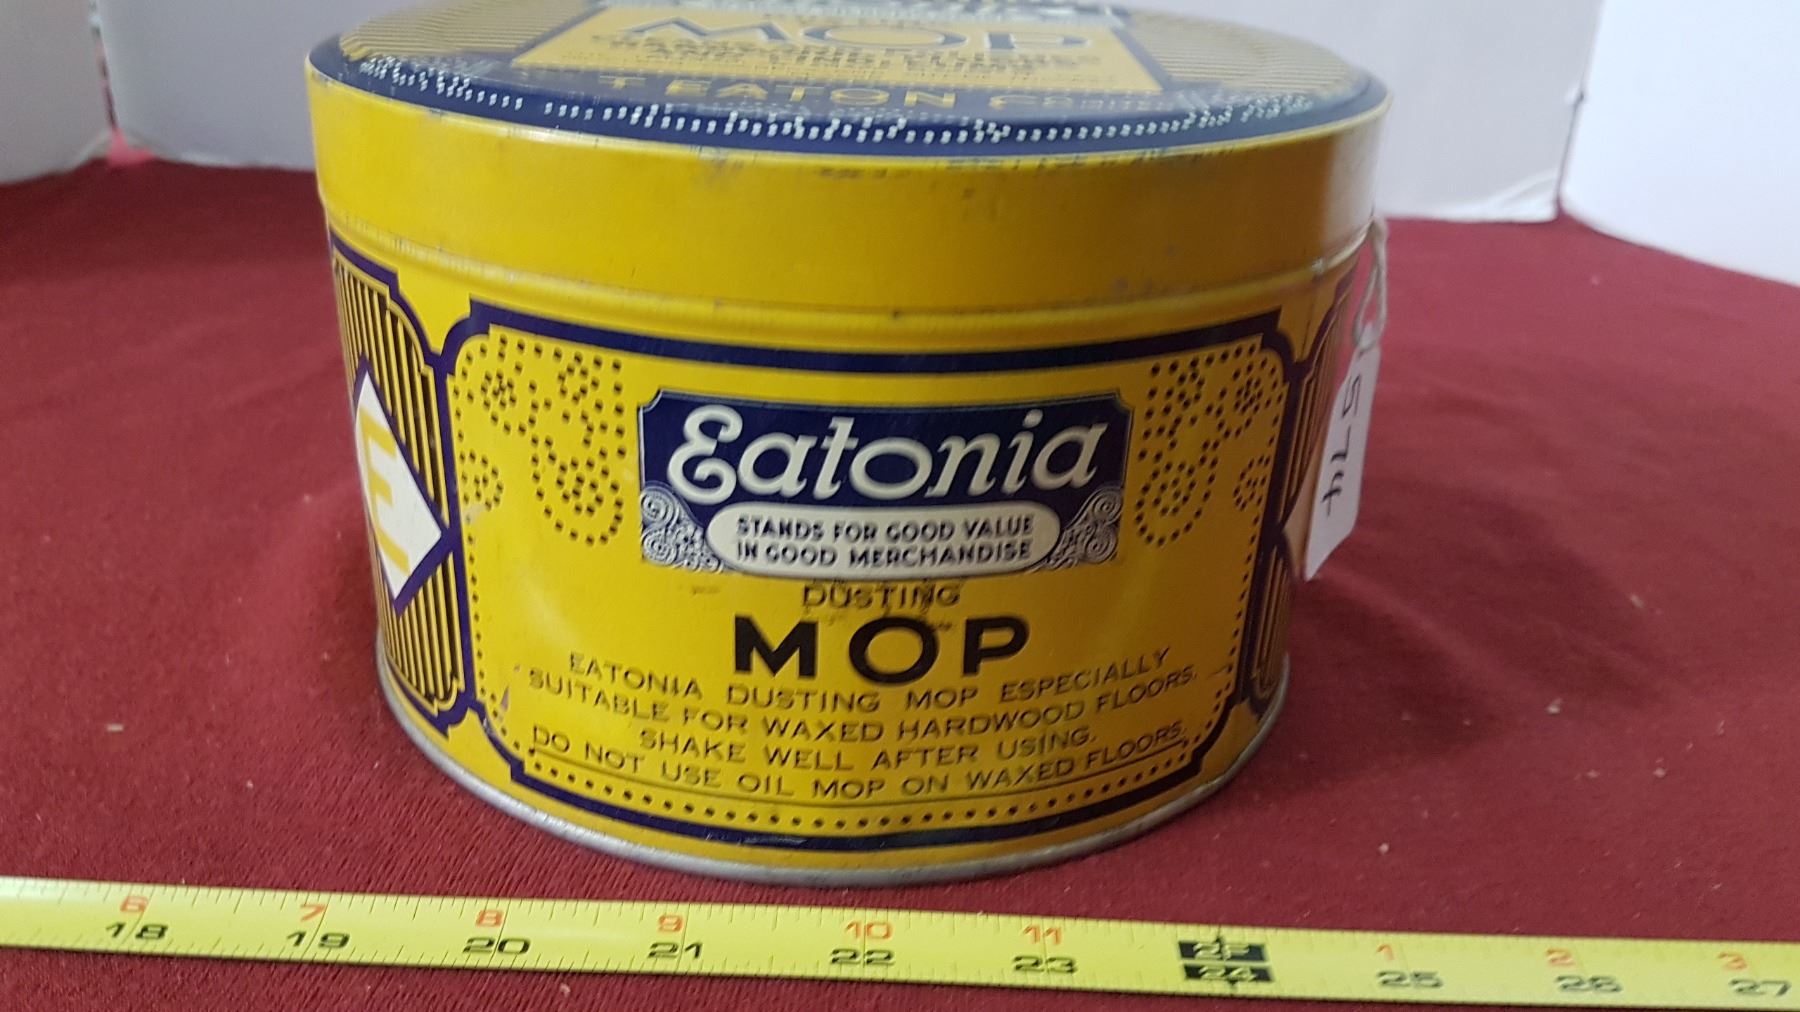 MOP
T. EATON CO
E
Eatonia
STANDS FOR GOOD VALUE
IN GOOD MERCHANDISE
DUSTING
MOP
EATONIA DUSTING MOP ESPECIALLY
SUITABLE FOR WAXED HARDWOOD FLOORS.
SHAKE WELL AFTER USING.
DO NOT USE OIL MOP ON WAXED FLOORS.
574
6 7 8 9 10 11 2F 1 2 3
18 19 20 21 22 23 24 25 26 27